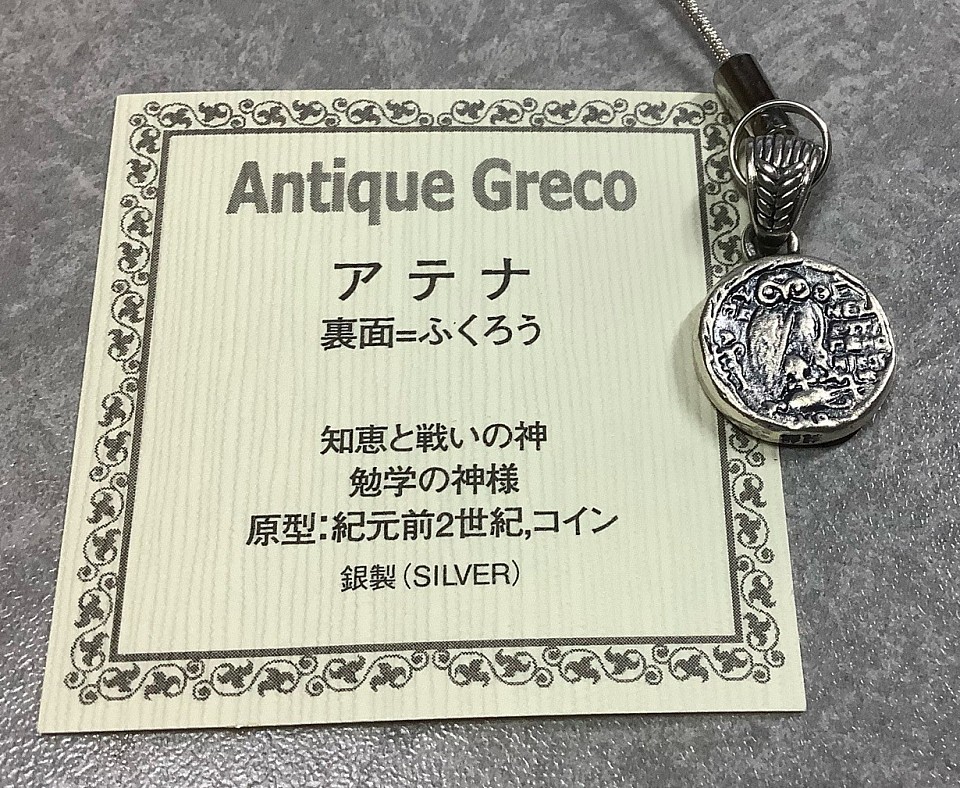 Antique Greco
アテナ
裏面=ふくろう
知恵と戦いの神
勉学の神様
原型:紀元前2世紀,コイン
銀製(SILVER)